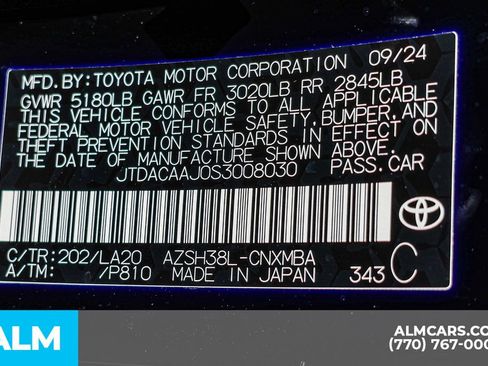 MFD.BY:TOYOTA MOTOR CORPORATION 09/24
GVWR 5180LB GAWR FR 3020LB RR 2845LB
THIS VEHICLE CONFORMS TO ALL APPLICABLE
FEDERAL MOTOR VEHICLE SAFETY,BUMPER,AND
THEFT PREVENTION STANDARDS IN EFFECT ON
THE DATE OF MANUFACTURE SHOWN ABOVE.
JTDACAAJ0S3008030 PASS.CAR
C/TR:202/LA20 AZSH38L-CNXMBA
A/TM: /P810 MADE IN JAPAN 343 C
ALM
ALMCARS.COM
(770) 767-000